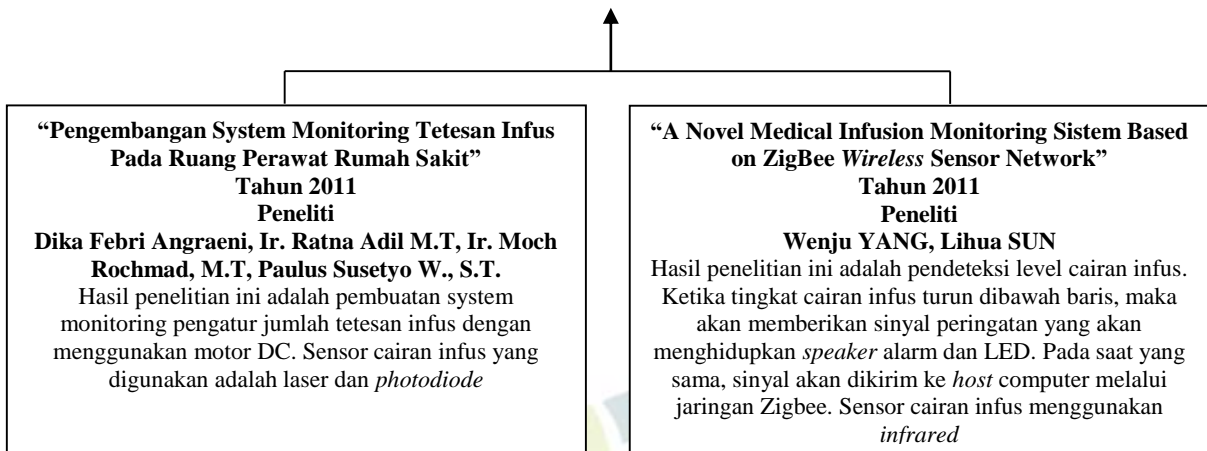 “Pengembangan System Monitoring Tetesan Infus
Pada Ruang Perawat Rumah Sakit”
Tahun 2011
Peneliti
Dika Febri Angraeni, Ir. Ratna Adil M.T, Ir. Moch
Rochmad, M.T, Paulus Susetyo W., S.T.
Hasil penelitian ini adalah pembuatan system
monitoring pengatur jumlah tetesan infus dengan
menggunakan motor DC. Sensor cairan infus yang
digunakan adalah laser dan photodiode
“A Novel Medical Infusion Monitoring Sistem Based
on ZigBee Wireless Sensor Network”
Tahun 2011
Peneliti
Wenju YANG, Lihua SUN
Hasil penelitian ini adalah pendeteksi level cairan infus.
Ketika tingkat cairan infus turun dibawah baris, maka
akan memberikan sinyal peringatan yang akan
menghidupkan speaker alarm dan LED. Pada saat yang
sama, sinyal akan dikirim ke host computer melalui
jaringan Zigbee. Sensor cairan infus menggunakan
infrared